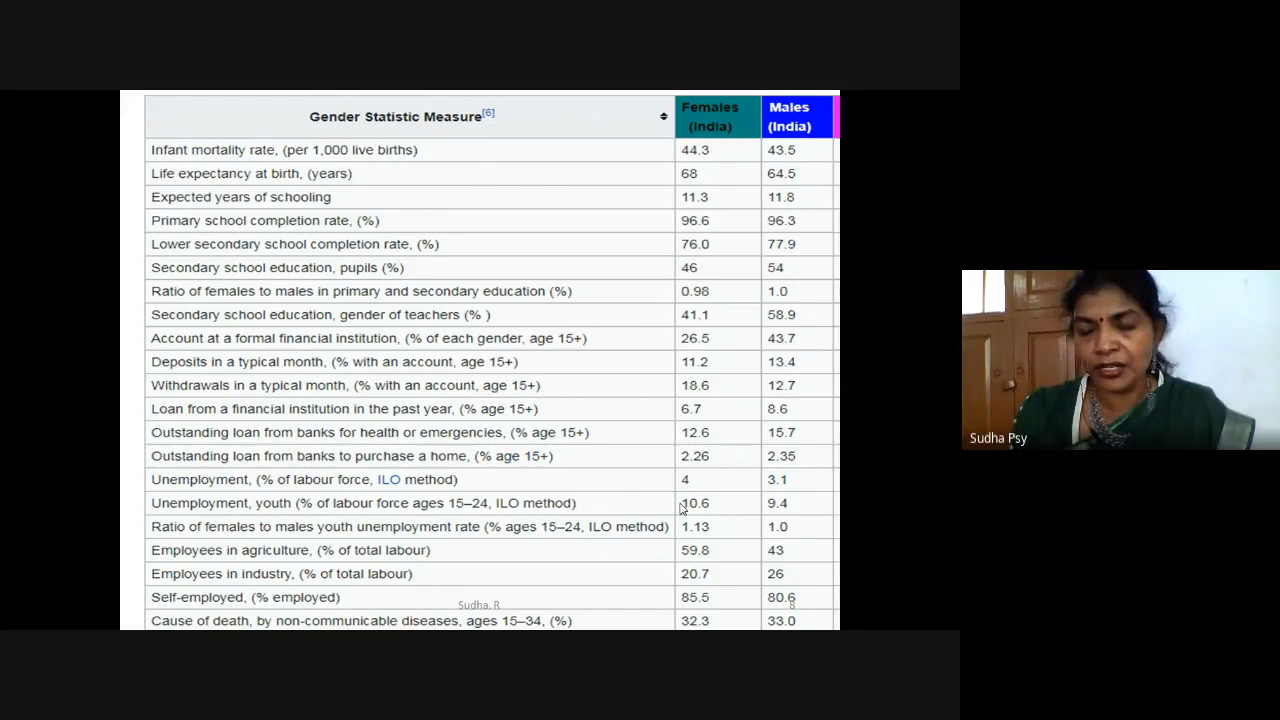 Gender Statistic Measure[6] Females (India) Males (India)
Infant mortality rate, (per 1,000 live births) 44.3 43.5
Life expectancy at birth, (years) 68 64.5
Expected years of schooling 11.3 11.8
Primary school completion rate, (%) 96.6 96.3
Lower secondary school completion rate, (%) 76.0 77.9
Secondary school education, pupils (%) 46 54
Ratio of females to males in primary and secondary education (%) 0.98 1.0
Secondary school education, gender of teachers (% ) 41.1 58.9
Account at a formal financial institution, (% of each gender, age 15+) 26.5 43.7
Deposits in a typical month, (% with an account, age 15+) 11.2 13.4
Withdrawals in a typical month, (% with an account, age 15+) 18.6 12.7
Loan from a financial institution in the past year, (% age 15+) 6.7 8.6
Outstanding loan from banks for health or emergencies, (% age 15+) 12.6 15.7
Outstanding loan from banks to purchase a home, (% age 15+) 2.26 2.35
Unemployment, (% of labour force, ILO method) 4 3.1
Unemployment, youth (% of labour force ages 15–24, ILO method) 10.6 9.4
Ratio of females to males youth unemployment rate (% ages 15–24, ILO method) 1.13 1.0
Employees in agriculture, (% of total labour) 59.8 43
Employees in industry, (% of total labour) 20.7 26
Self-employed, (% employed) 85.5 80.6
Sudha. R 8
Cause of death, by non-communicable diseases, ages 15–34, (%) 32.3 33.0
Sudha Psy